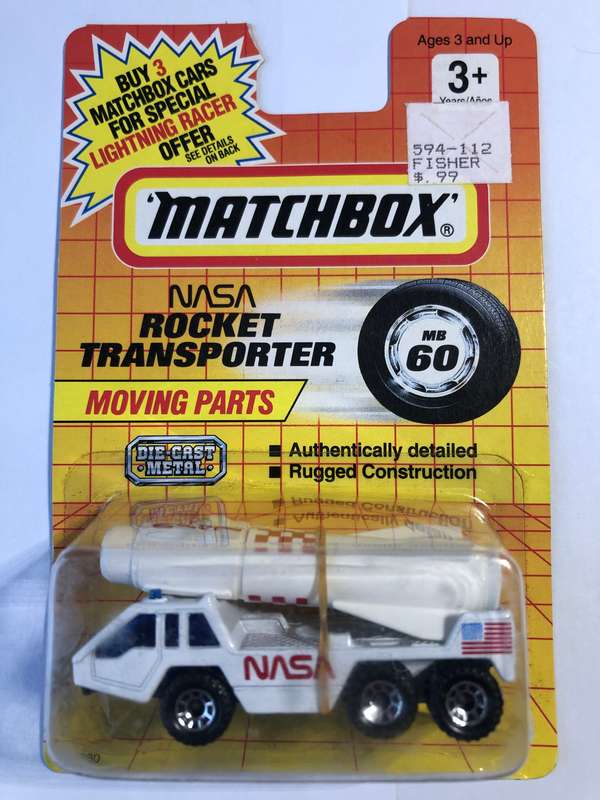 BUY 3
MATCHBOX CARS
FOR SPECIAL
LIGHTNING RACER
OFFER
SEE DETAILS
ON BACK
Ages 3 and Up
3+
Years/Años
594-112
FISHER
$.99
'MATCHBOX'®
NASA
ROCKET
TRANSPORTER
MB
60
MOVING PARTS
DIE-CAST
METAL
■ Authentically detailed
■ Rugged Construction
NASA